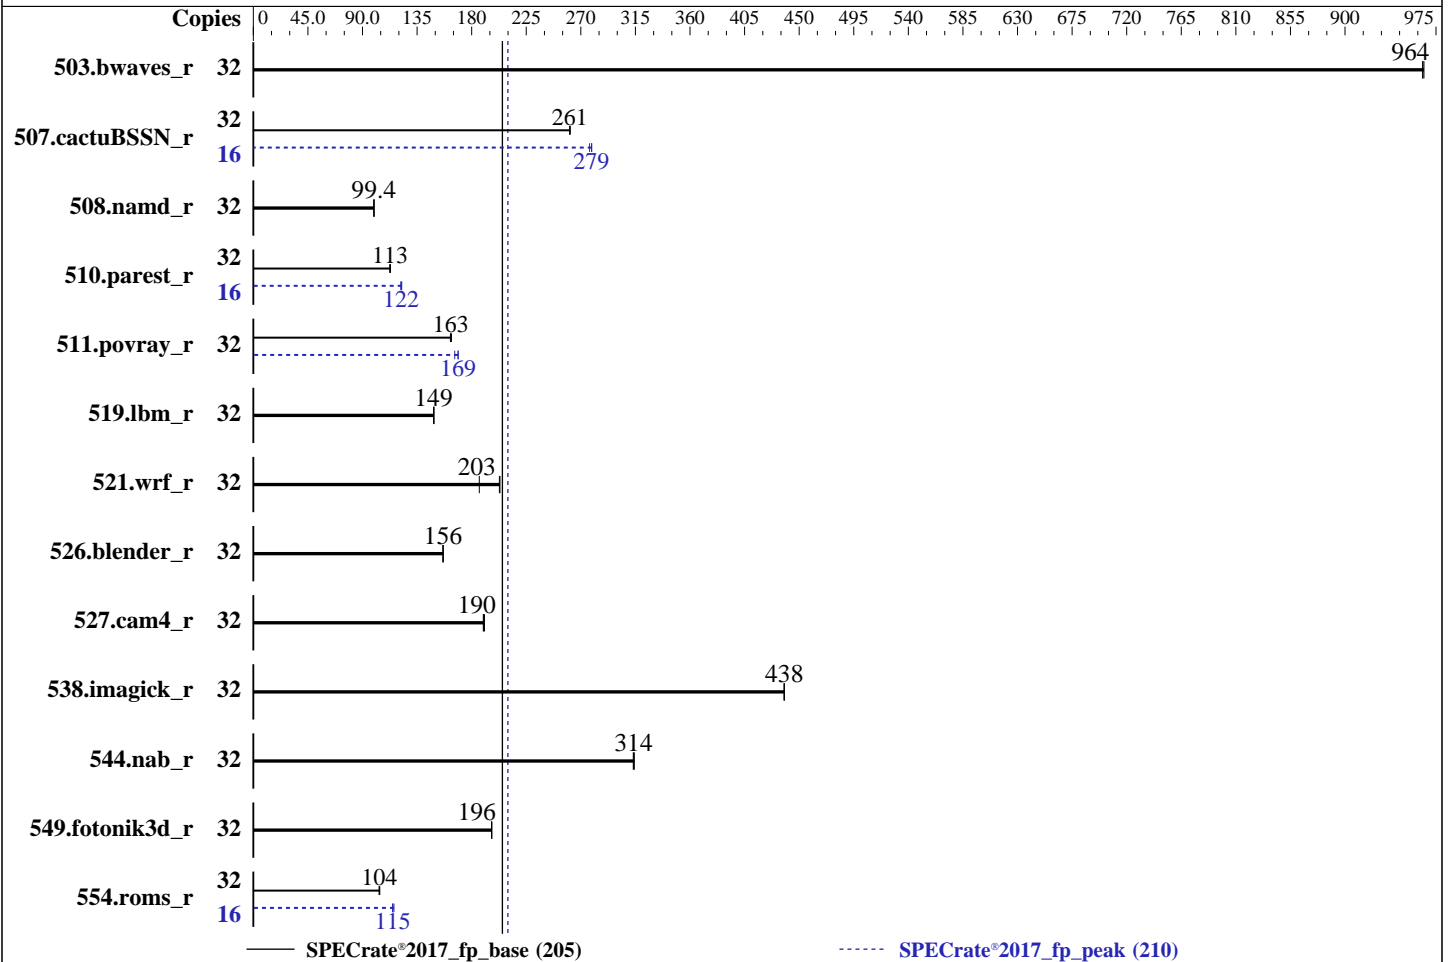 Copies 0 45.0 90.0 135 180 225 270 315 360 405 450 495 540 585 630 675 720 765 810 855 900 975
503.bwaves_r 32 964
507.cactuBSSN_r 32 261
16 279
508.namd_r 32 99.4
510.parest_r 32 113
16 122
511.povray_r 32 163
169
519.lbm_r 32 149
521.wrf_r 32 203
526.blender_r 32 156
527.cam4_r 32 190
538.imagick_r 32 438
544.nab_r 32 314
549.fotonik3d_r 32 196
554.roms_r 32 104
16 115
SPECrate®2017_fp_base (205) SPECrate®2017_fp_peak (210)